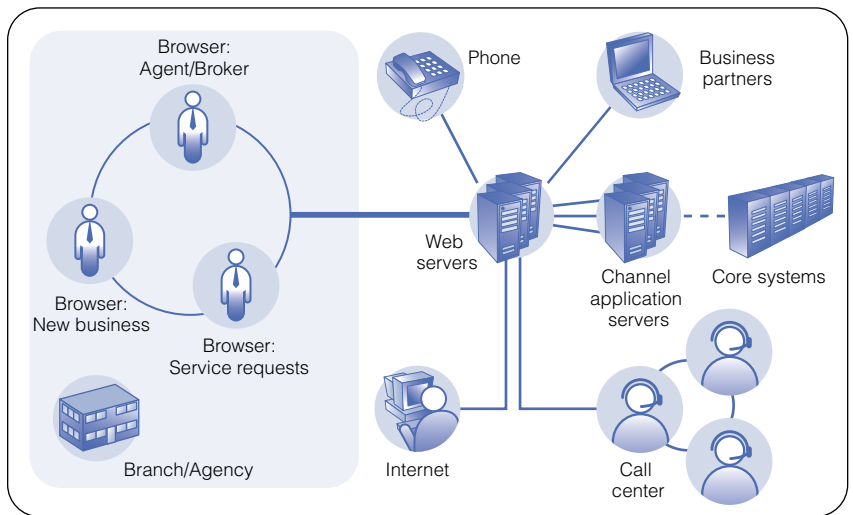 Browser:
Agent/Broker
Phone
Business
partners
Browser:
New business
Browser:
Service requests
Web
servers
Channel
application
servers
Core systems
Branch/Agency
Internet
Call
center